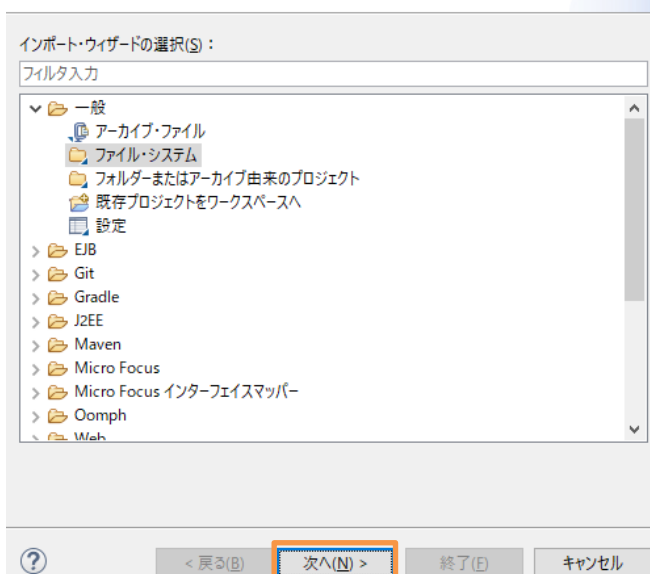 インポート・ウィザードの選択(S)：
フィルタ入力
一般
アーカイブ・ファイル
ファイル・システム
フォルダーまたはアーカイブ由来のプロジェクト
既存プロジェクトをワークスペースへ
設定
EJB
Git
Gradle
J2EE
Maven
Micro Focus
Micro Focus インターフェイスマッパー
Oomph
Web
< 戻る(B) 次へ(N) > 終了(F) キャンセル